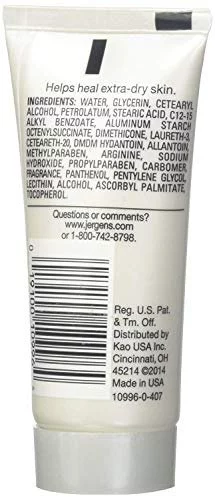 Helps heal extra-dry skin.
INGREDIENTS: WATER, GLYCERIN, CETEARYL
ALCOHOL, PETROLATUM, STEARIC ACID, C12-15
ALKYL BENZOATE, ALUMINUM STARCH
OCTENYLSUCCINATE, DIMETHICONE, LAURETH-3,
CETEARETH-20, DMDM HYDANTOIN, ALLANTOIN,
METHYLPARABEN, ARGININE, SODIUM
HYDROXIDE, PROPYLPARABEN, CARBOMER,
FRAGRANCE, PANTHENOL, PENTYLENE GLYCOL,
LECITHIN, ALCOHOL, ASCORBYL PALMITATE,
TOCOPHEROL.
Questions or comments?
www.jergens.com
or 1-800-742-8798.
Reg. U.S. Pat.
& Tm. Off.
Distributed by
Kao USA Inc.
Cincinnati, OH
45214 ©2014
Made in USA
10996-0-407